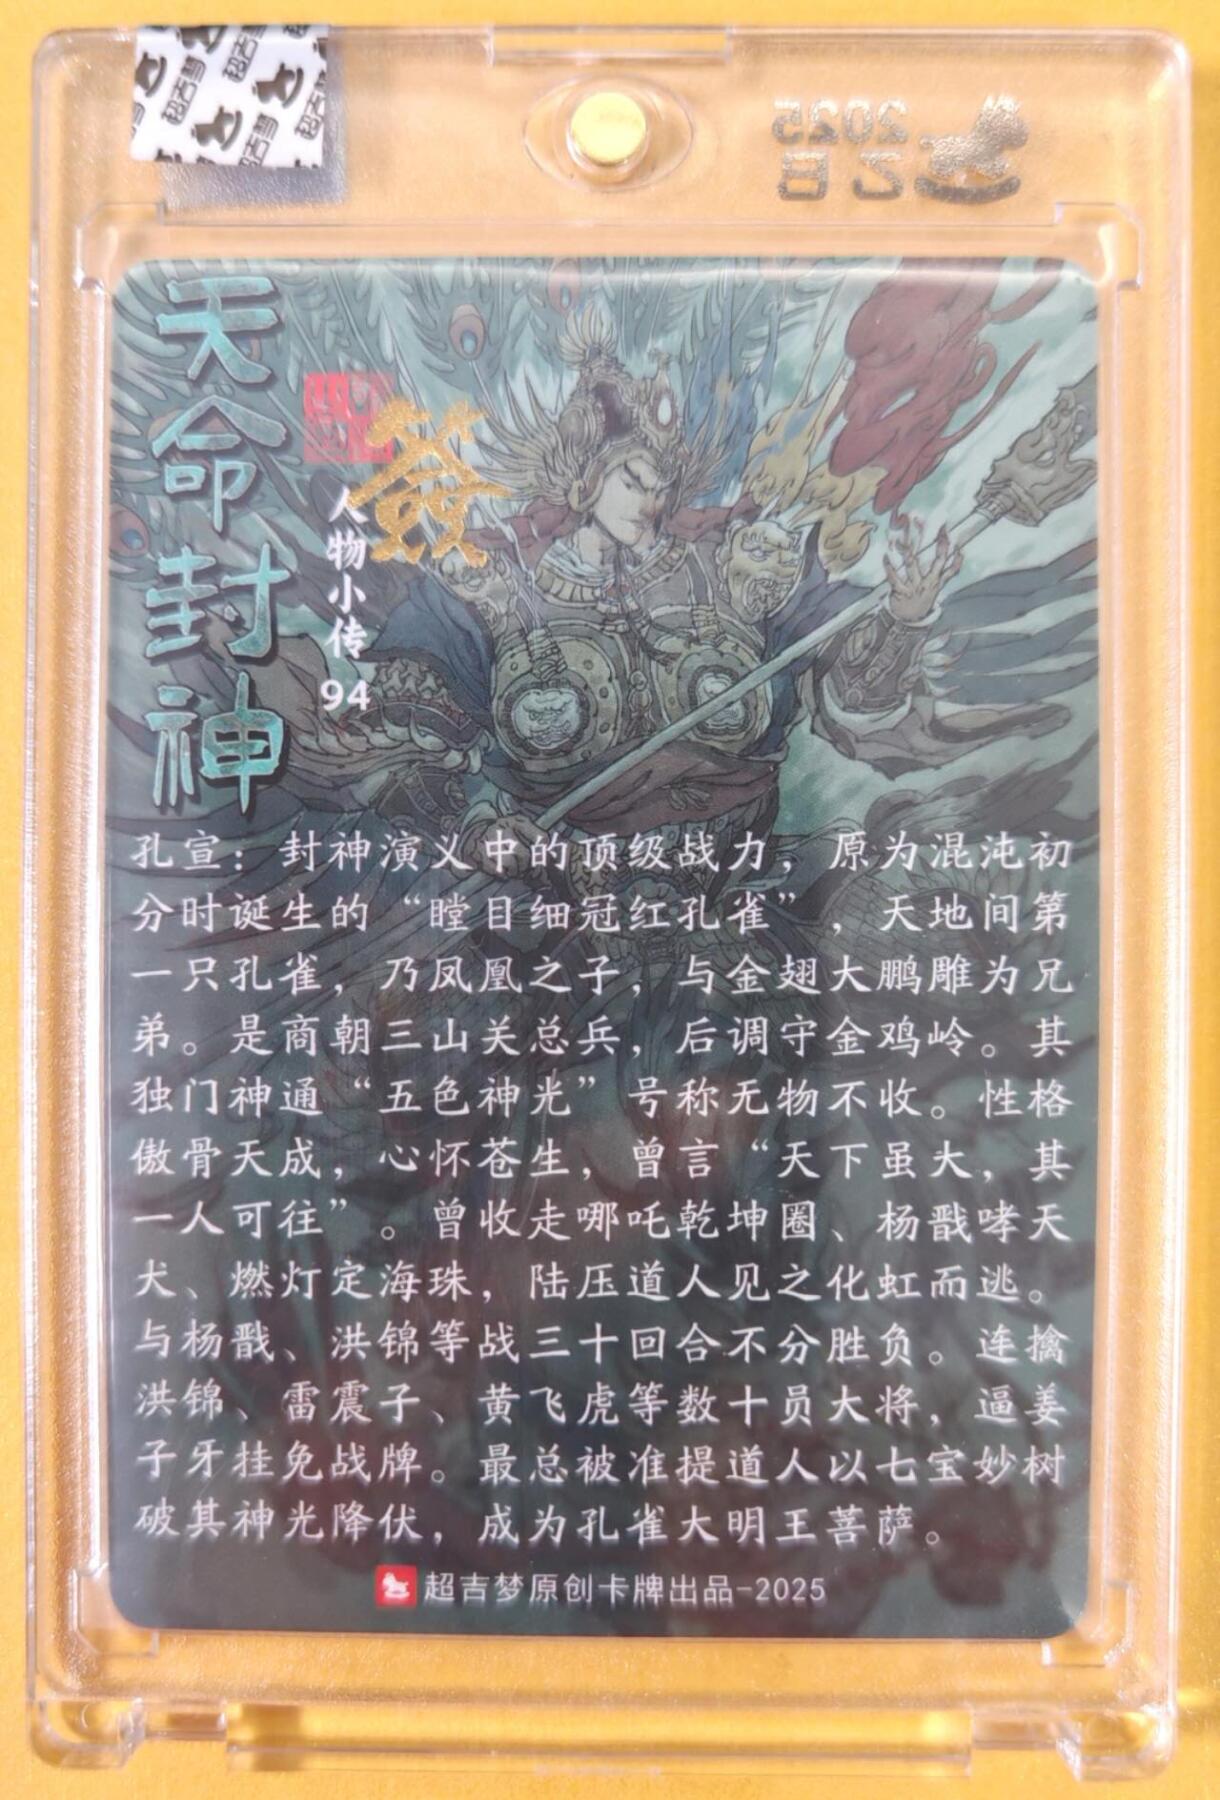 2025
乙巳
天命封神
簽
人物小传
94
孔宣：封神演义中的顶级战力，原为混沌初
分时诞生的“瞠目细冠红孔雀”，天地间第
一只孔雀，乃凤凰之子，与金翅大鹏雕为兄
弟。是商朝三山关总兵，后调守金鸡岭。其
独门神通“五色神光”号称无物不收。性格
傲骨天成，心怀苍生，曾言“天下虽大，其
一人可往”。曾收走哪吒乾坤圈、杨戬哮天
犬、燃灯定海珠，陆压道人见之化虹而逃。
与杨戬、洪锦等战三十回合不分胜负。连擒
洪锦、雷震子、黄飞虎等数十员大将，逼姜
子牙挂免战牌。最总被准提道人以七宝妙树
破其神光降伏，成为孔雀大明王菩萨。
超吉梦原创卡牌出品-2025